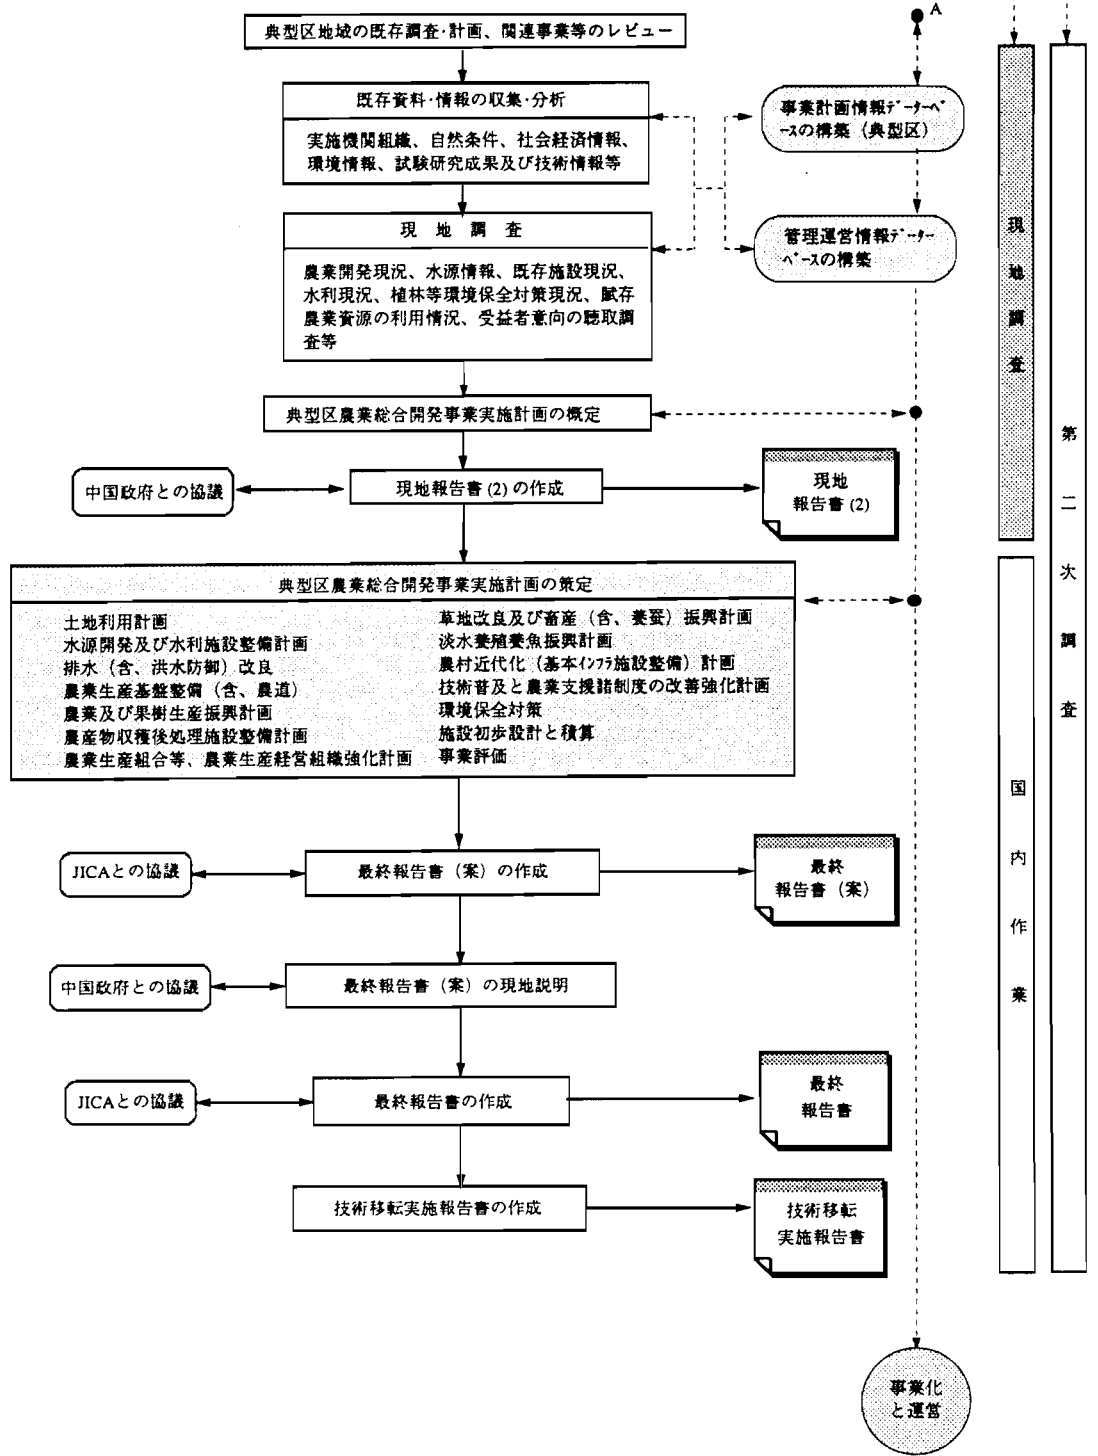 A
典型区地域の既存調査・計画、関連事業等のレビュー
既存資料・情報の収集・分析
実施機関組織、自然条件、社会経済情報、
環境情報、試験研究成果及び技術情報等
事業計画情報データーベ
ースの構築（典型区）
現地調査
農業開発現況、水源情報、既存施設現況、
水利現況、植林等環境保全対策現況、賦存
農業資源の利用情況、受益者意向の聴取調
査等
管理運営情報データー
ベースの構築
典型区農業総合開発事業実施計画の概定
中国政府との協議
現地報告書(2)の作成
現地
報告書(2)
典型区農業総合開発事業実施計画の策定
土地利用計画
水源開発及び水利施設整備計画
排水（含、洪水防御）改良
農業生産基盤整備（含、農道）
農業及び果樹生産振興計画
農産物収穫後処理施設整備計画
農業生産組合等、農業生産経営組織強化計画
草地改良及び畜産（含、養蚕）振興計画
淡水養殖養魚振興計画
農村近代化（基本インフラ施設整備）計画
技術普及と農業支援諸制度の改善強化計画
環境保全対策
施設初歩設計と積算
事業評価
JICAとの協議
最終報告書（案）の作成
最終
報告書（案）
中国政府との協議
最終報告書（案）の現地説明
JICAとの協議
最終報告書の作成
最終
報告書
技術移転実施報告書の作成
技術移転
実施報告書
事業化
と運営
現地調査
国内作業
第二次調査